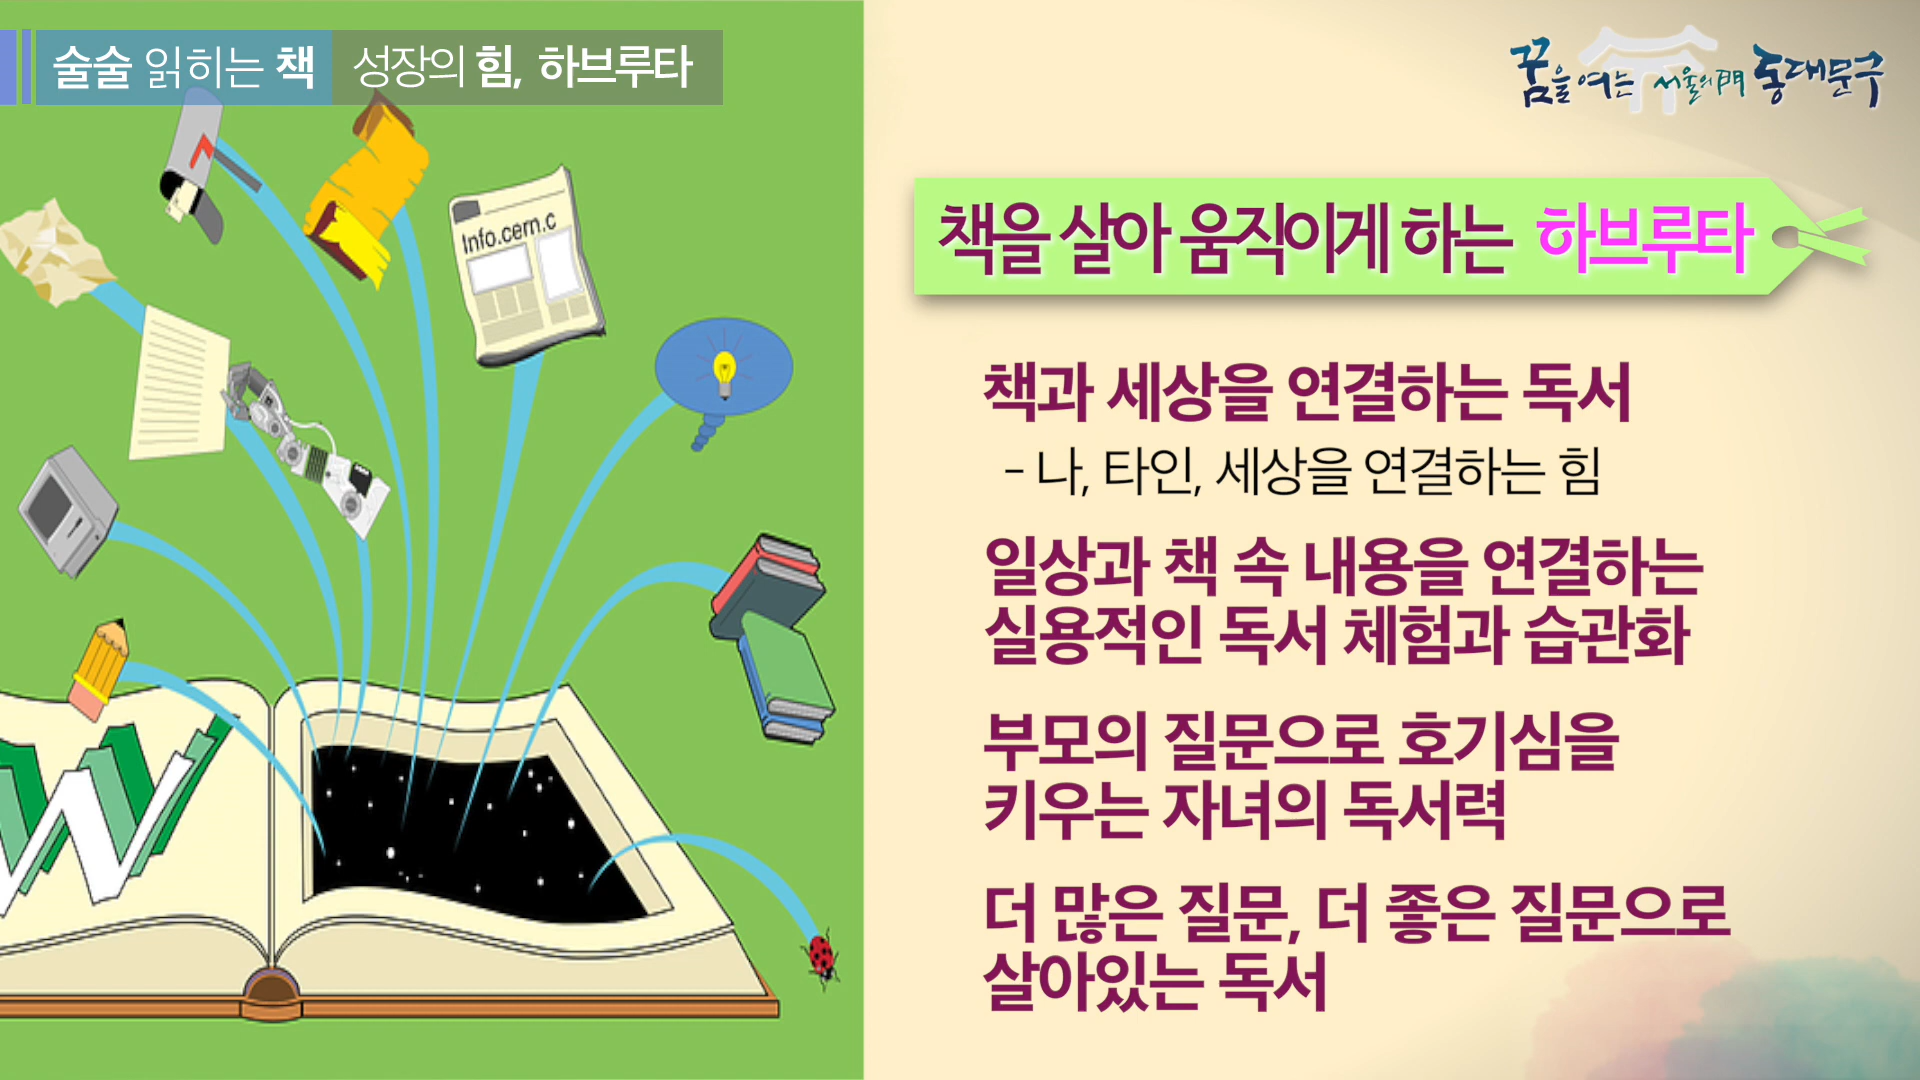 술술 읽히는 책 성장의 힘, 하브루타
꿈을 여는 서울의 門 동대문구
Info.cern.c
W
책을 살아 움직이게 하는 하브루타
책과 세상을 연결하는 독서
- 나, 타인, 세상을 연결하는 힘
일상과 책 속 내용을 연결하는
실용적인 독서 체험과 습관화
부모의 질문으로 호기심을
키우는 자녀의 독서력
더 많은 질문, 더 좋은 질문으로
살아있는 독서